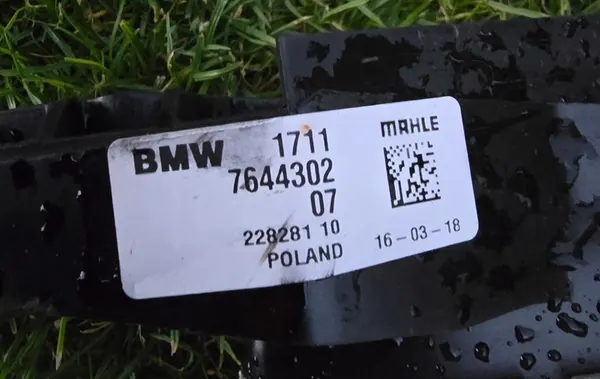 BMW 1711
7644302
07
228281 10
POLAND
MAHLE
16-03-18